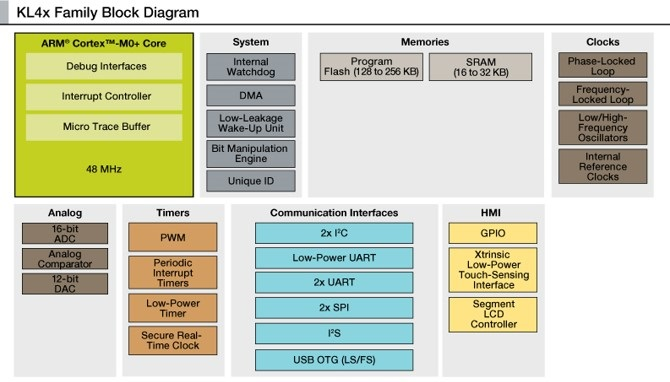 KL4x Family Block Diagram
ARM® Cortex™-M0+ Core
Debug Interfaces
Interrupt Controller
Micro Trace Buffer
48 MHz
System
Internal
Watchdog
DMA
Low-Leakage
Wake-Up Unit
Bit Manipulation
Engine
Unique ID
Memories
Program
Flash (128 to 256 KB)
SRAM
(16 to 32 KB)
Clocks
Phase-Locked
Loop
Frequency-
Locked Loop
Low/High-
Frequency
Oscillators
Internal
Reference
Clocks
Analog
16-bit
ADC
Analog
Comparator
12-bit
DAC
Timers
PWM
Periodic
Interrupt
Timers
Low-Power
Timer
Secure Real-
Time Clock
Communication Interfaces
2x I²C
Low-Power UART
2x UART
2x SPI
I²S
USB OTG (LS/FS)
HMI
GPIO
Xtrinsic
Low-Power
Touch-Sensing
Interface
Segment
LCD
Controller